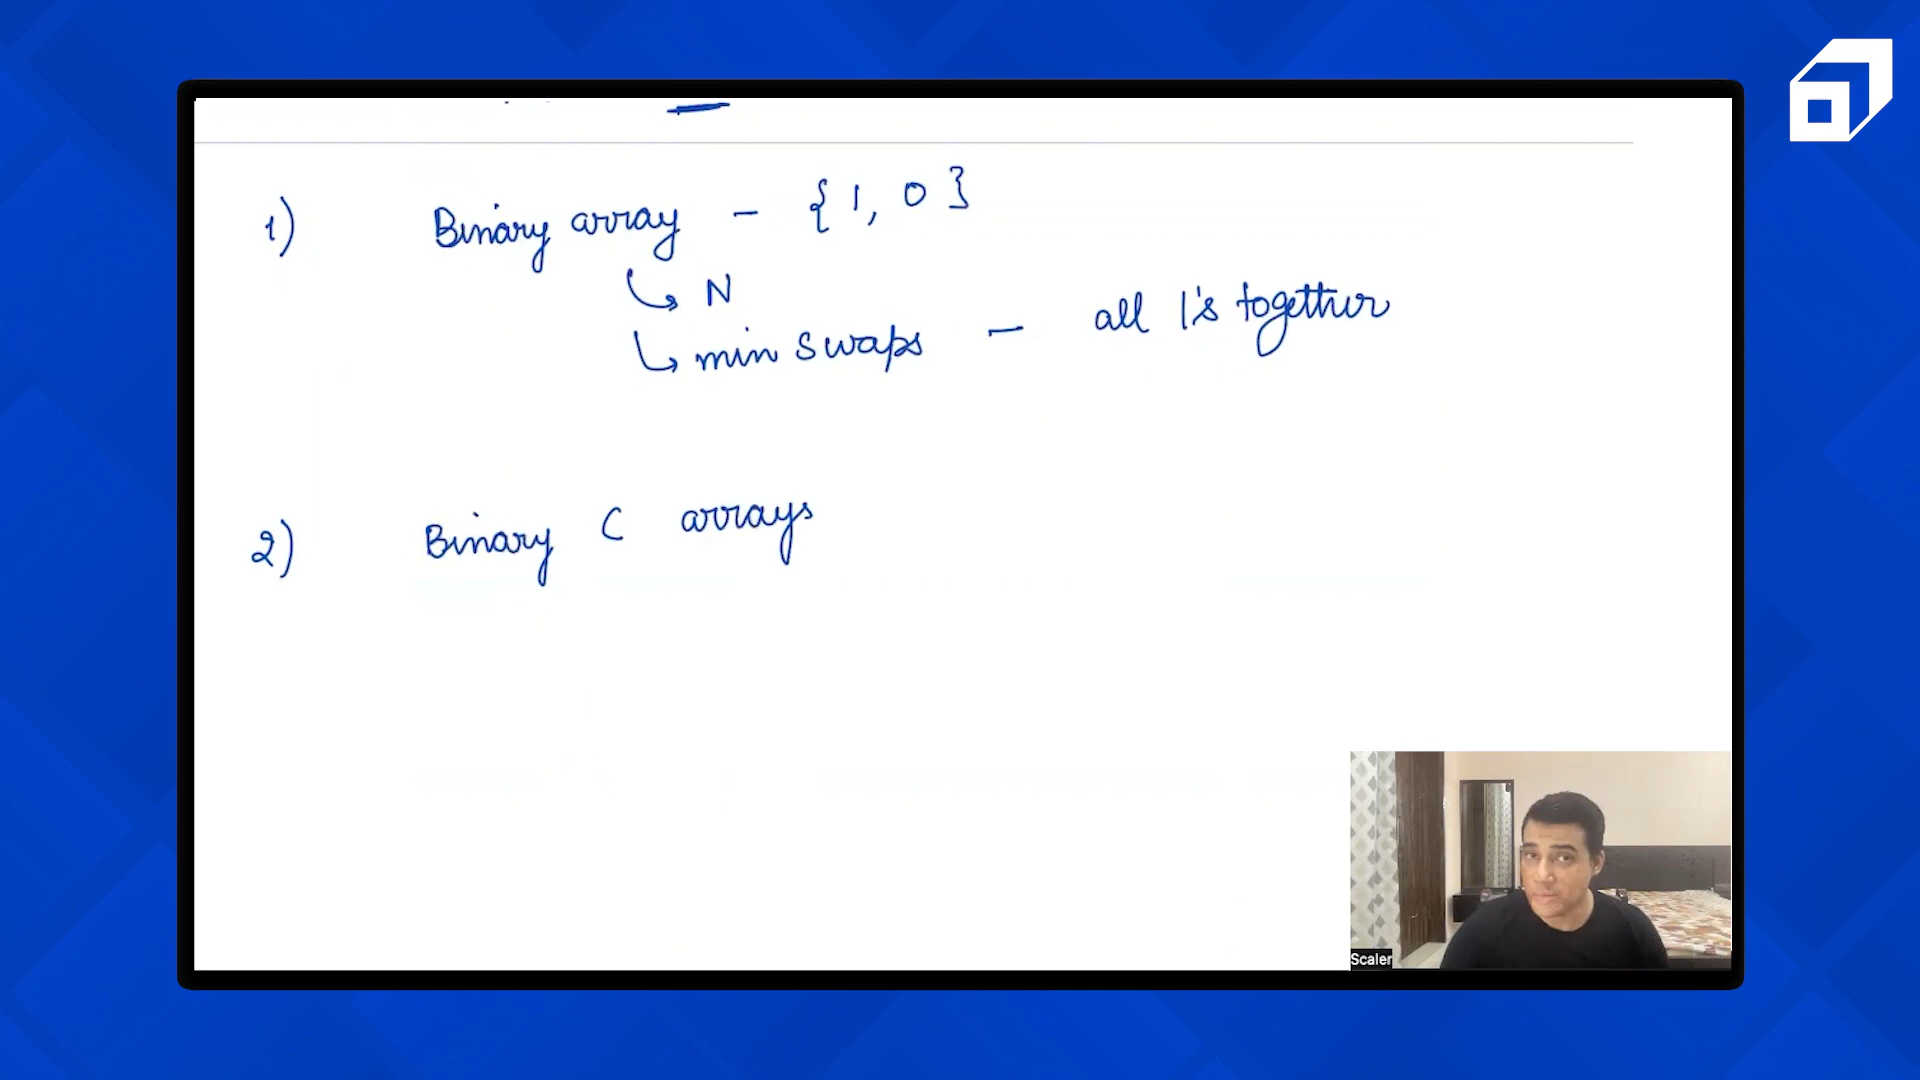 1) Binary array - { 1, 0 }
↳ N
↳ min swaps - all 1's together
2) Binary C arrays
Scaler